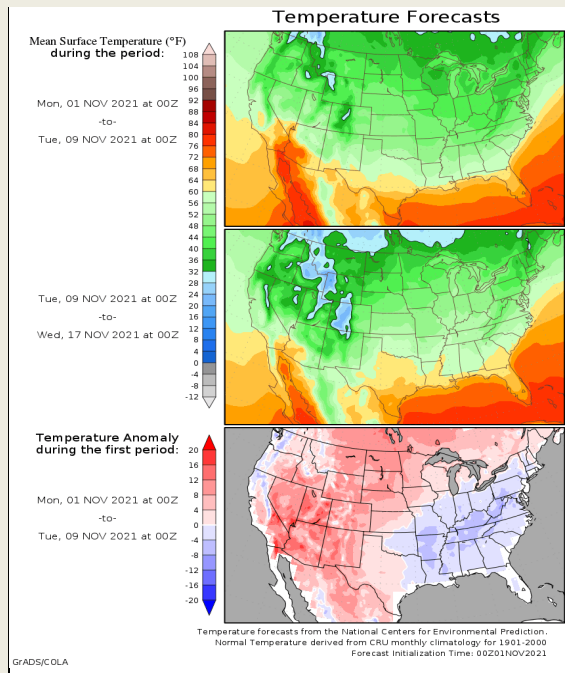 Temperature Forecasts
Mean Surface Temperature (°F)
during the period:
Mon, 01 NOV 2021 at 00Z
-to-
Tue, 09 NOV 2021 at 00Z
108
104
100
96
92
88
84
80
76
72
68
64
60
56
52
48
44
40
36
32
28
24
20
16
12
8
4
0
-4
-8
-12
Tue, 09 NOV 2021 at 00Z
-to-
Wed, 17 NOV 2021 at 00Z
Temperature Anomaly
during the first period:
Mon, 01 NOV 2021 at 00Z
-to-
Tue, 09 NOV 2021 at 00Z
20
16
12
8
4
0
-4
-8
-12
-16
-20
Temperature forecasts from the National Centers for Environmental Prediction.
Normal Temperature derived from CRU monthly climatology for 1901-2000
Forecast Initialization Time: 00Z01NOV2021
GrADS/COLA